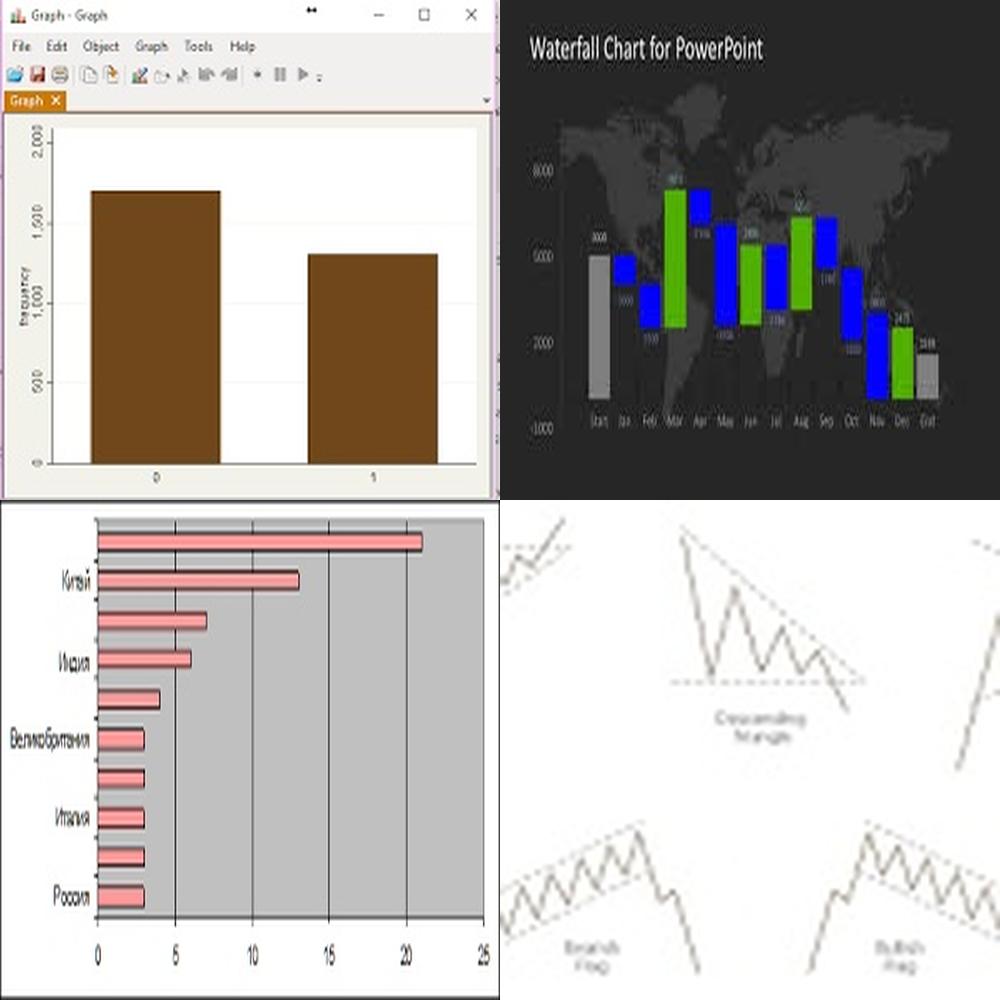 Graph - Graph
File Edit Object Graph Tools Help
Graph
2,000
1,500
1,000
500
0
frequency
0 1
Waterfall Chart for PowerPoint
8000
5000
2000
-1000
Start Jan Feb Mar Apr May Jun Jul Aug Sep Oct Nov Dec End
Китай
Индия
Великобритания
Италия
Россия
0 5 10 15 20 25
Descending
Triangle
Bearish
Flag
Bullish
Flag